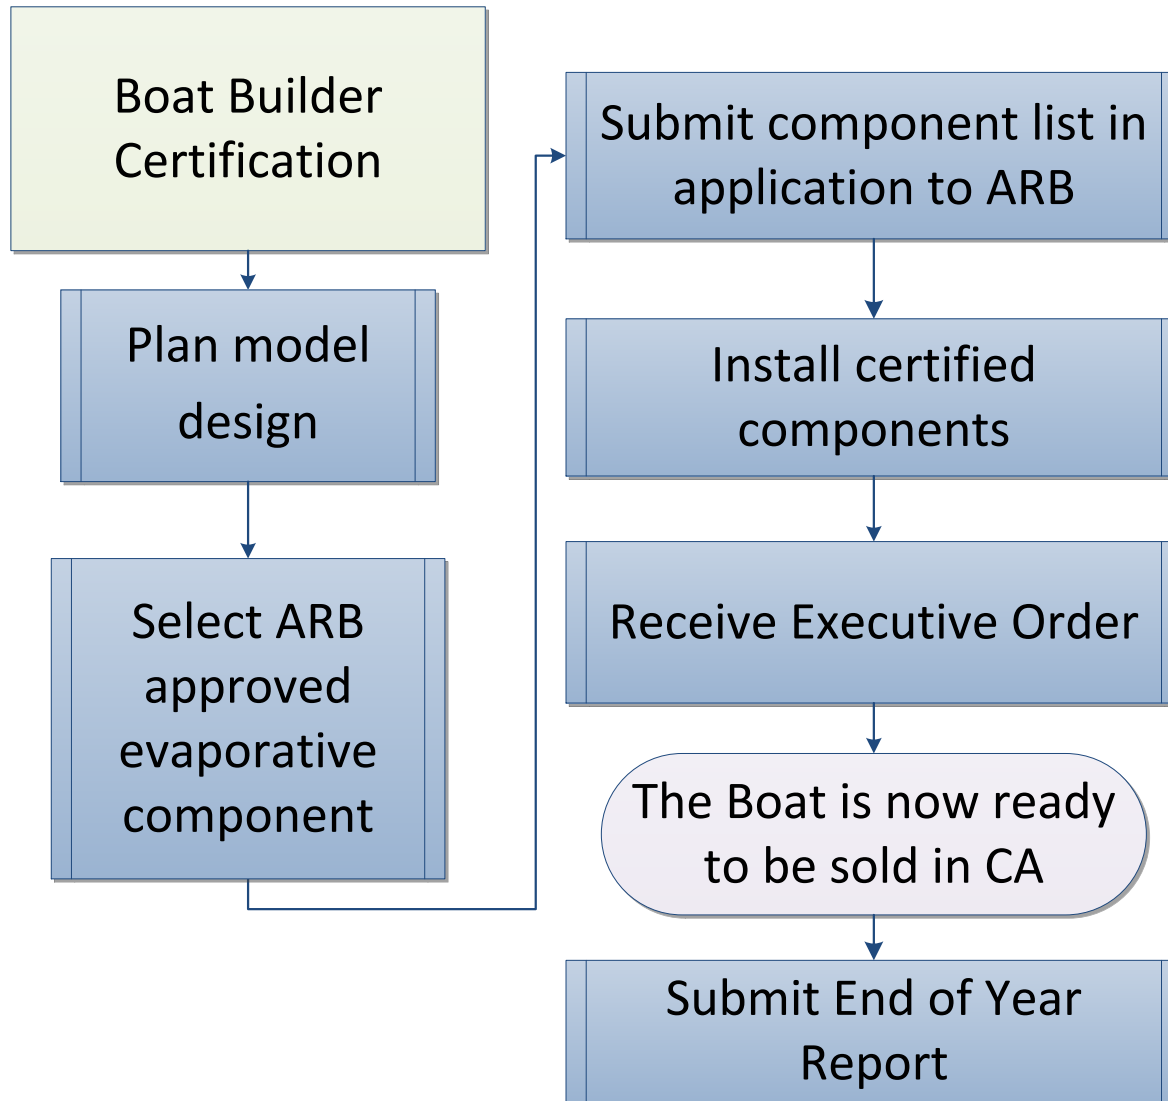 Boat Builder
Certification
Plan model
design
Select ARB
approved
evaporative
component
Submit component list in
application to ARB
Install certified
components
Receive Executive Order
The Boat is now ready
to be sold in CA
Submit End of Year
Report